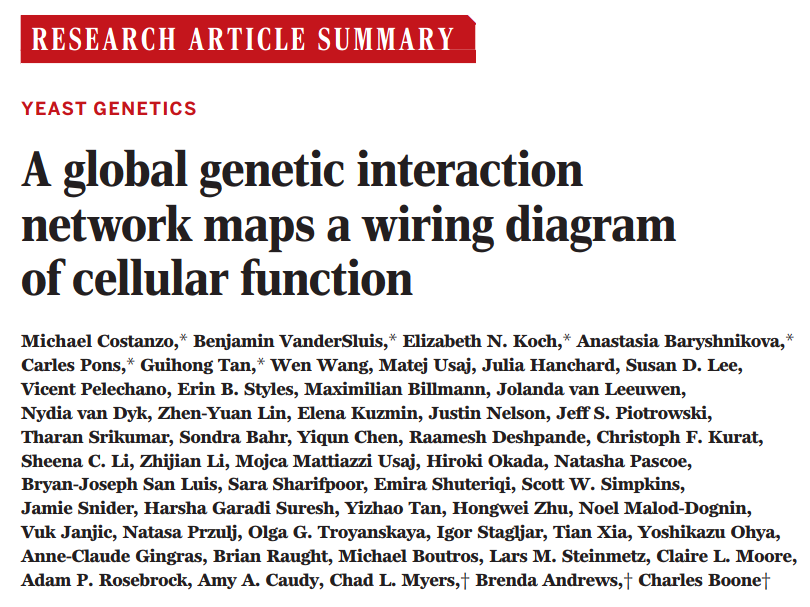 RESEARCH ARTICLE SUMMARY
YEAST GENETICS
A global genetic interaction
network maps a wiring diagram
of cellular function
Michael Costanzo,* Benjamin VanderSluis,* Elizabeth N. Koch,* Anastasia Baryshnikova,*
Carles Pons,* Guihong Tan,* Wen Wang, Matej Usaj, Julia Hanchard, Susan D. Lee,
Vicent Pelechano, Erin B. Styles, Maximilian Billmann, Jolanda van Leeuwen,
Nydia van Dyk, Zhen-Yuan Lin, Elena Kuzmin, Justin Nelson, Jeff S. Piotrowski,
Tharan Srikumar, Sondra Bahr, Yiqun Chen, Raamesh Deshpande, Christoph F. Kurat,
Sheena C. Li, Zhijian Li, Mojca Mattiazzi Usaj, Hiroki Okada, Natasha Pascoe,
Bryan-Joseph San Luis, Sara Sharifpoor, Emira Shuteriqi, Scott W. Simpkins,
Jamie Snider, Harsha Garadi Suresh, Yizhao Tan, Hongwei Zhu, Noel Malod-Dognin,
Vuk Janjic, Natasa Przulj, Olga G. Troyanskaya, Igor Stagljar, Tian Xia, Yoshikazu Ohya,
Anne-Claude Gingras, Brian Raught, Michael Boutros, Lars M. Steinmetz, Claire L. Moore,
Adam P. Rosebrock, Amy A. Caudy, Chad L. Myers,† Brenda Andrews,† Charles Boone†